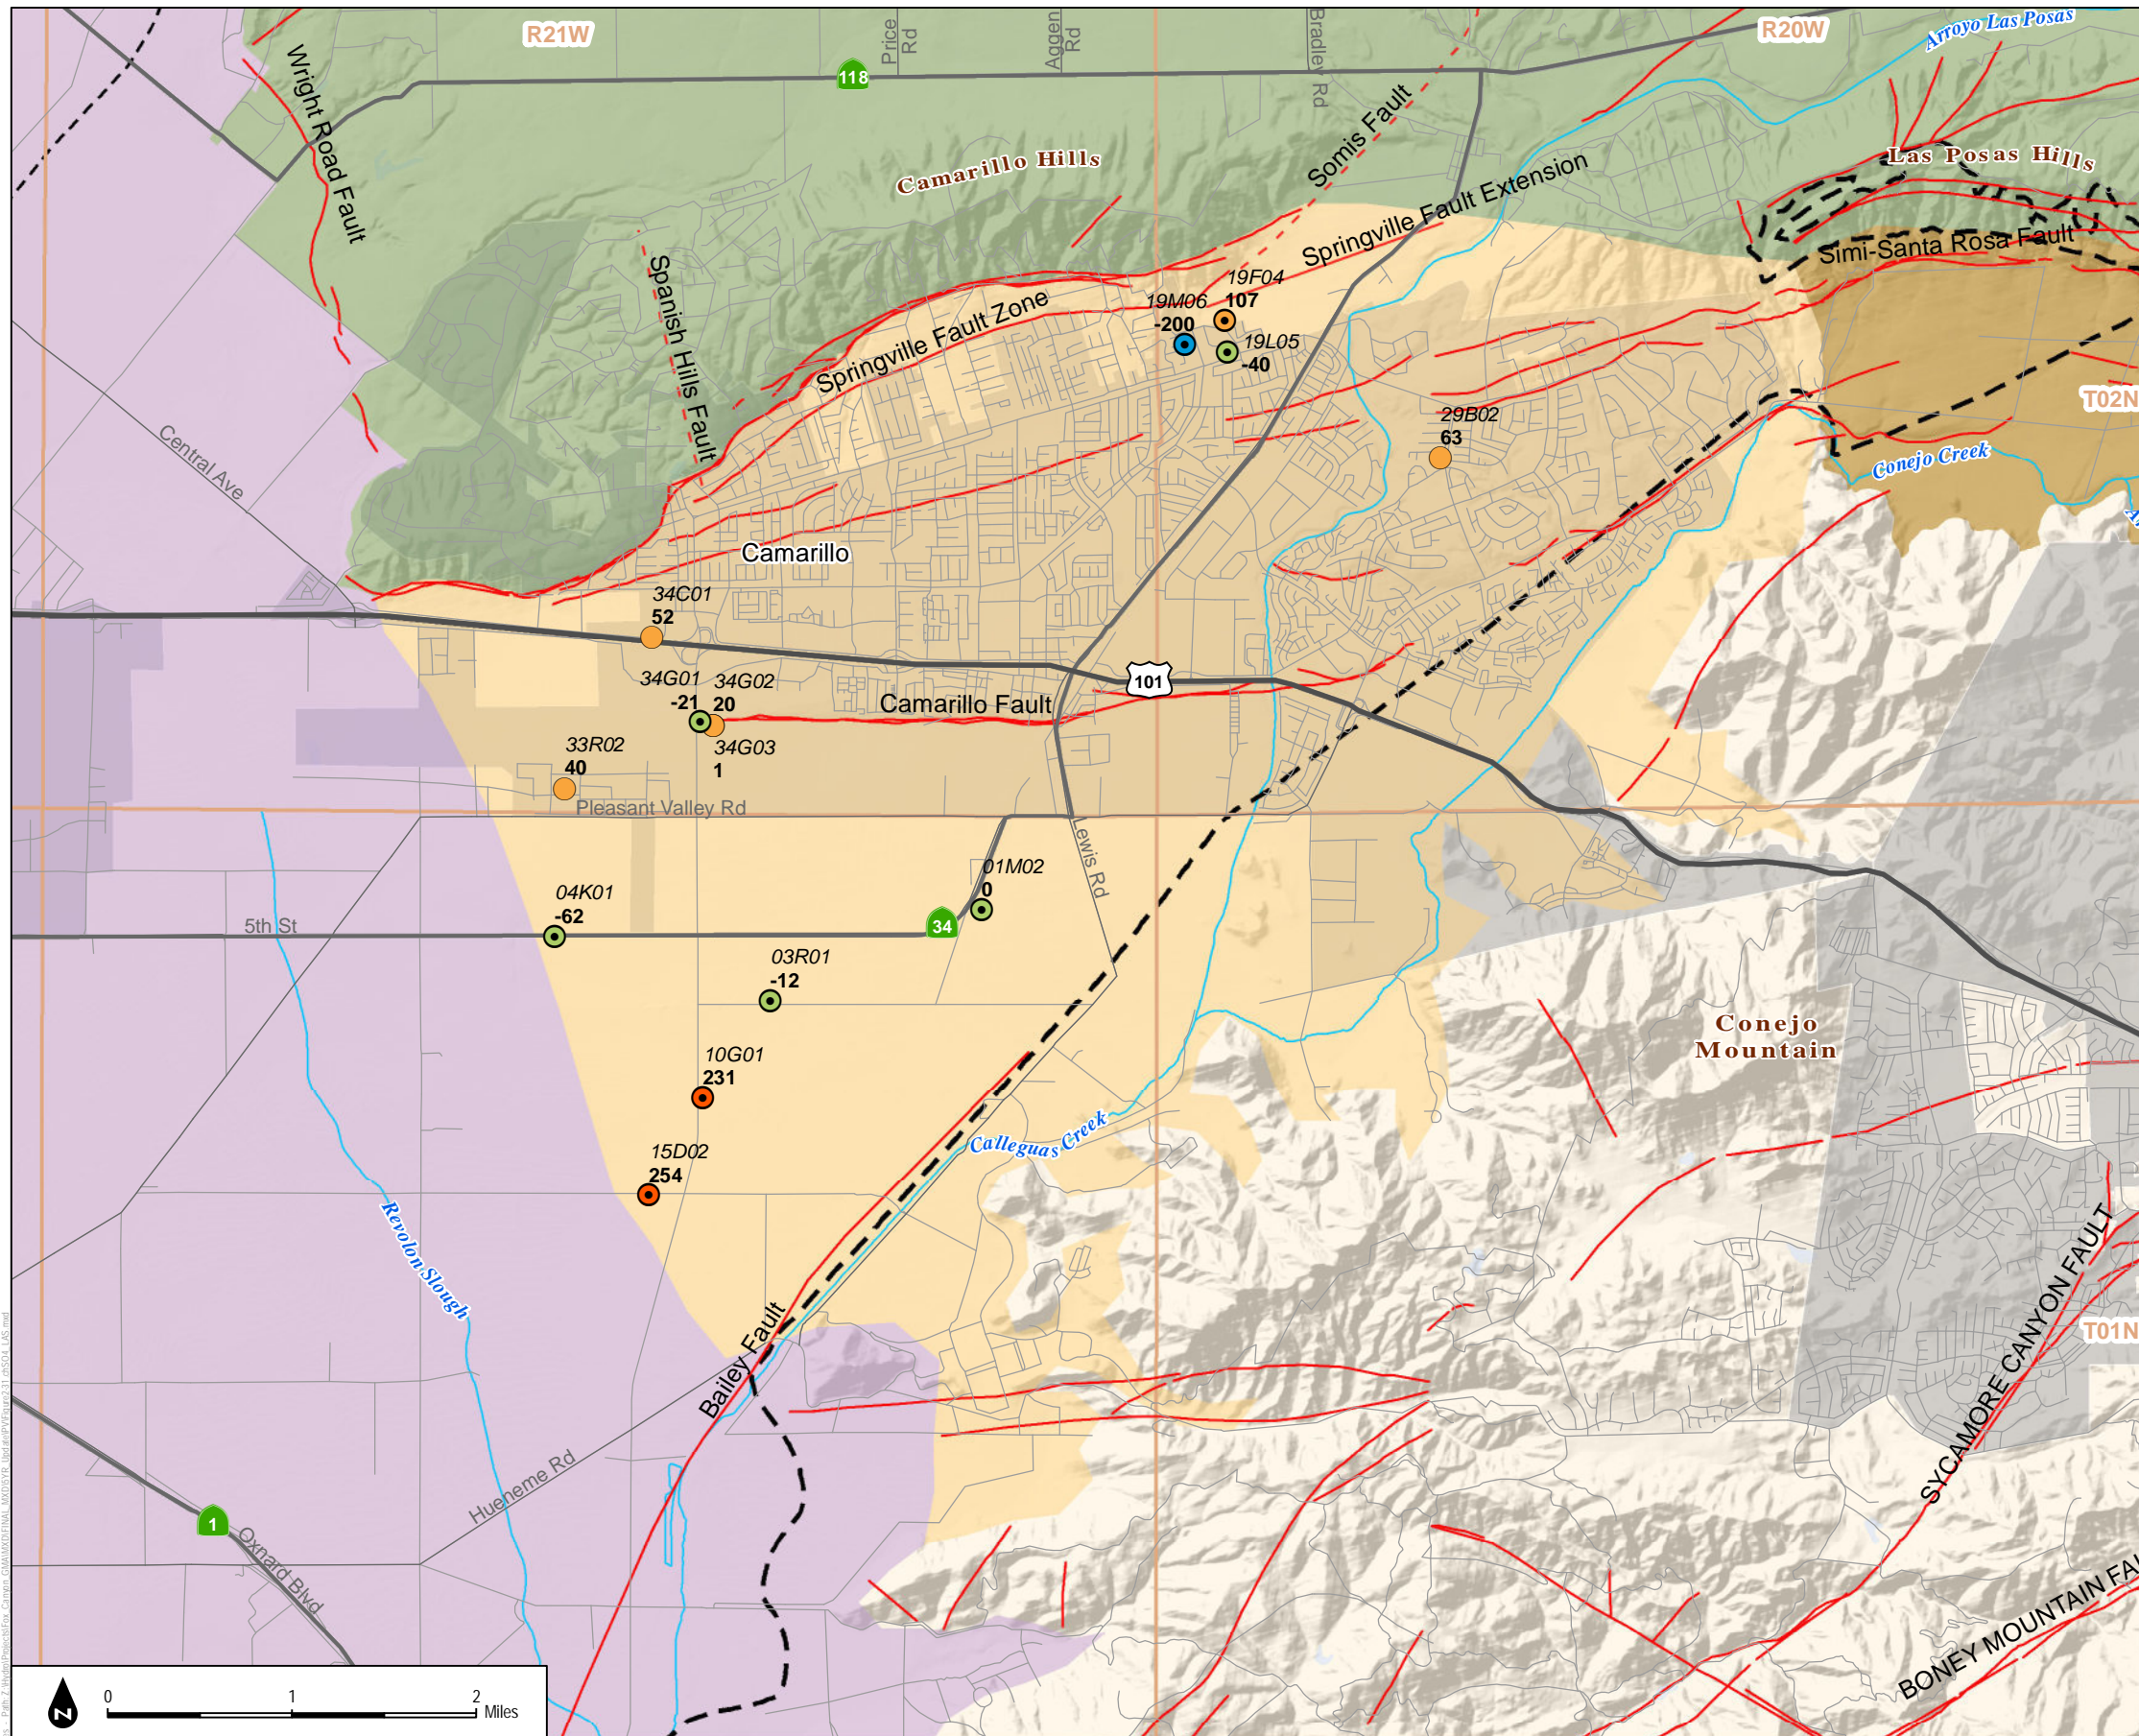 R21W
Price
Rd
Aggen
Rd
Bradley Rd
R20W
Arroyo Las Posas
118
Wright Road Fault
Camarillo Hills
Somis Fault
Las Posas Hills
Springville Fault Extension
Simi-Santa Rosa Fault
Spanish Hills Fault
Springville Fault Zone
19F04
107
19M06
-200
19L05
-40
T02N
29B02
63
Central Ave
Conejo Creek
Camarillo
34C01
52
34G01
-21
34G02
20
Camarillo Fault
101
34G03
1
33R02
40
Pleasant Valley Rd
Lewis Rd
01M02
0
04K01
-62
5th St
34
03R01
-12
Conejo
Mountain
10G01
231
Calleguas Creek
15D02
254
Revolon Slough
SYCAMORE CANYON FAULT
T01N
Bailey Fault
Hueneme Rd
1
Oxnard Blvd
BONEY MOUNTAIN FA
N
0
1
2
Miles